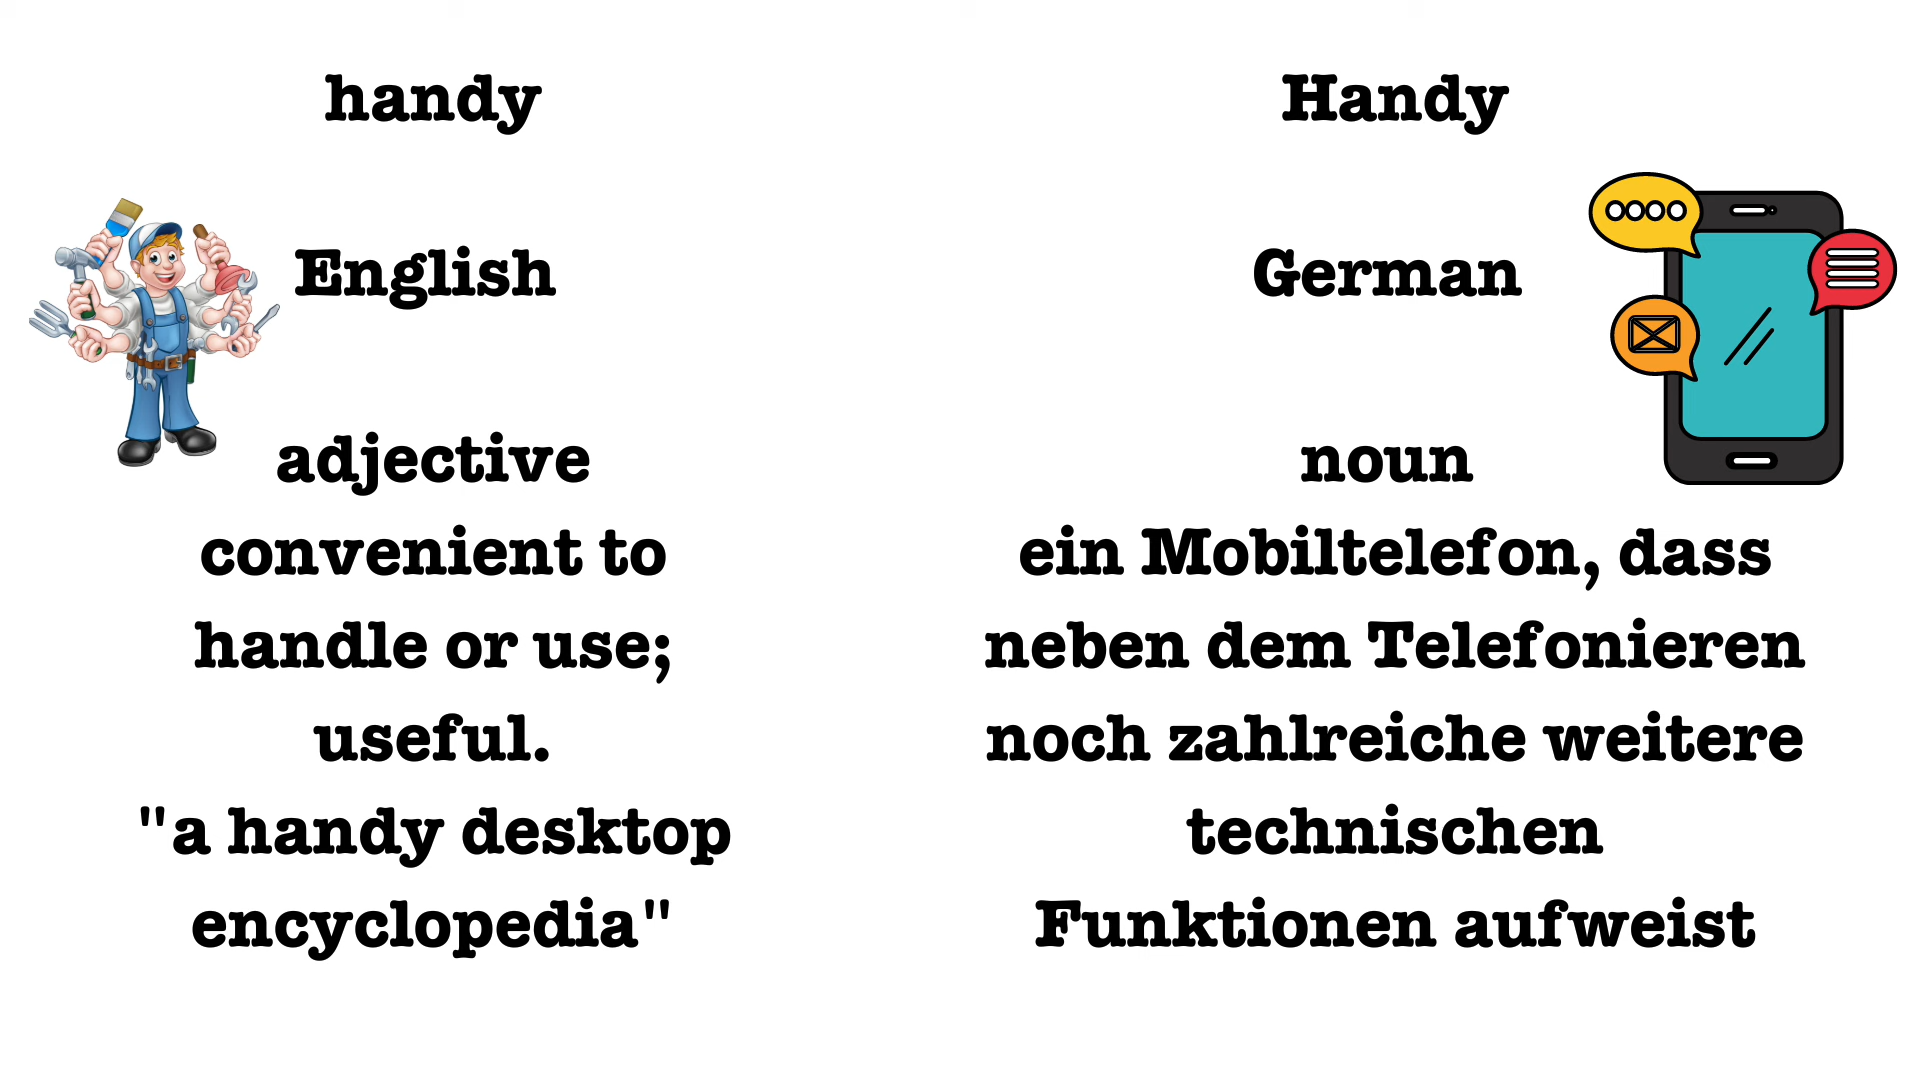 handy
English
adjective
convenient to
handle or use;
useful.
"a handy desktop
encyclopedia"
Handy
German
noun
ein Mobiltelefon, dass
neben dem Telefonieren
noch zahlreiche weitere
technischen
Funktionen aufweist